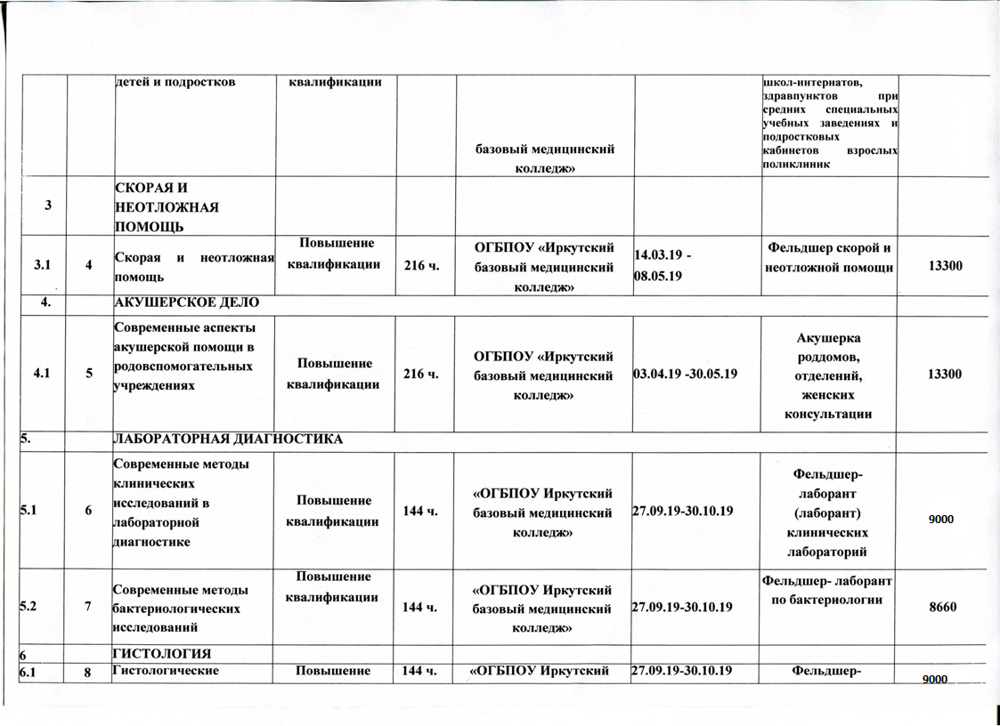 детей и подростков
квалификации
базовый медицинский
колледж»
школ-интернатов,
здравпунктов при
средних специальных
учебных заведениях и
подростковых
кабинетов взрослых
поликлиник
3
СКОРАЯ И
НЕОТЛОЖНАЯ
ПОМОЩЬ
3.1
4
Скорая и неотложная
помощь
Повышение
квалификации
216 ч.
ОГБПОУ «Иркутский
базовый медицинский
колледж»
14.03.19 -
08.05.19
Фельдшер скорой и
неотложной помощи
13300
4.
АКУШЕРСКОЕ ДЕЛО
4.1
5
Современные аспекты
акушерской помощи в
родовспомогательных
учреждениях
Повышение
квалификации
216 ч.
ОГБПОУ «Иркутский
базовый медицинский
колледж»
03.04.19 -30.05.19
Акушерка
роддомов,
отделений,
женских
консультации
13300
5.
ЛАБОРАТОРНАЯ ДИАГНОСТИКА
5.1
6
Современные методы
клинических
исследований в
лабораторной
диагностике
Повышение
квалификации
144 ч.
«ОГБПОУ Иркутский
базовый медицинский
колледж»
27.09.19-30.10.19
Фельдшер-
лаборант
(лаборант)
клинических
лабораторий
9000
5.2
7
Современные методы
бактериологических
исследований
Повышение
квалификации
144 ч.
«ОГБПОУ Иркутский
базовый медицинский
колледж»
27.09.19-30.10.19
Фельдшер- лаборант
по бактериологии
8660
6
ГИСТОЛОГИЯ
6.1
8
Гистологические
Повышение
144 ч.
«ОГБПОУ Иркутский
27.09.19-30.10.19
Фельдшер-
9000